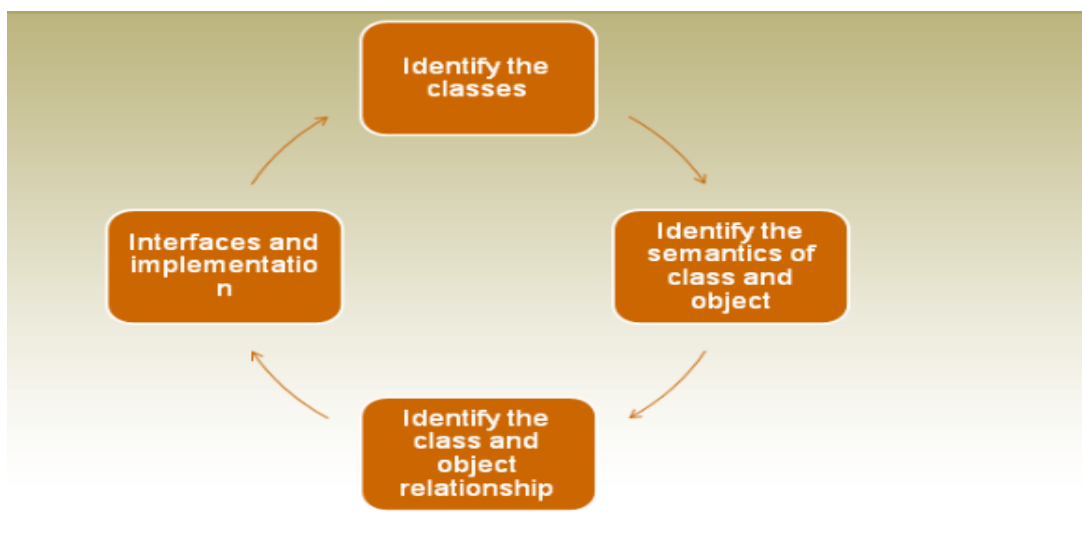 Identify the
classes
Identify the
semantics of
class and
object
Identify the
class and
object
relationship
Interfaces and
implementatio
n